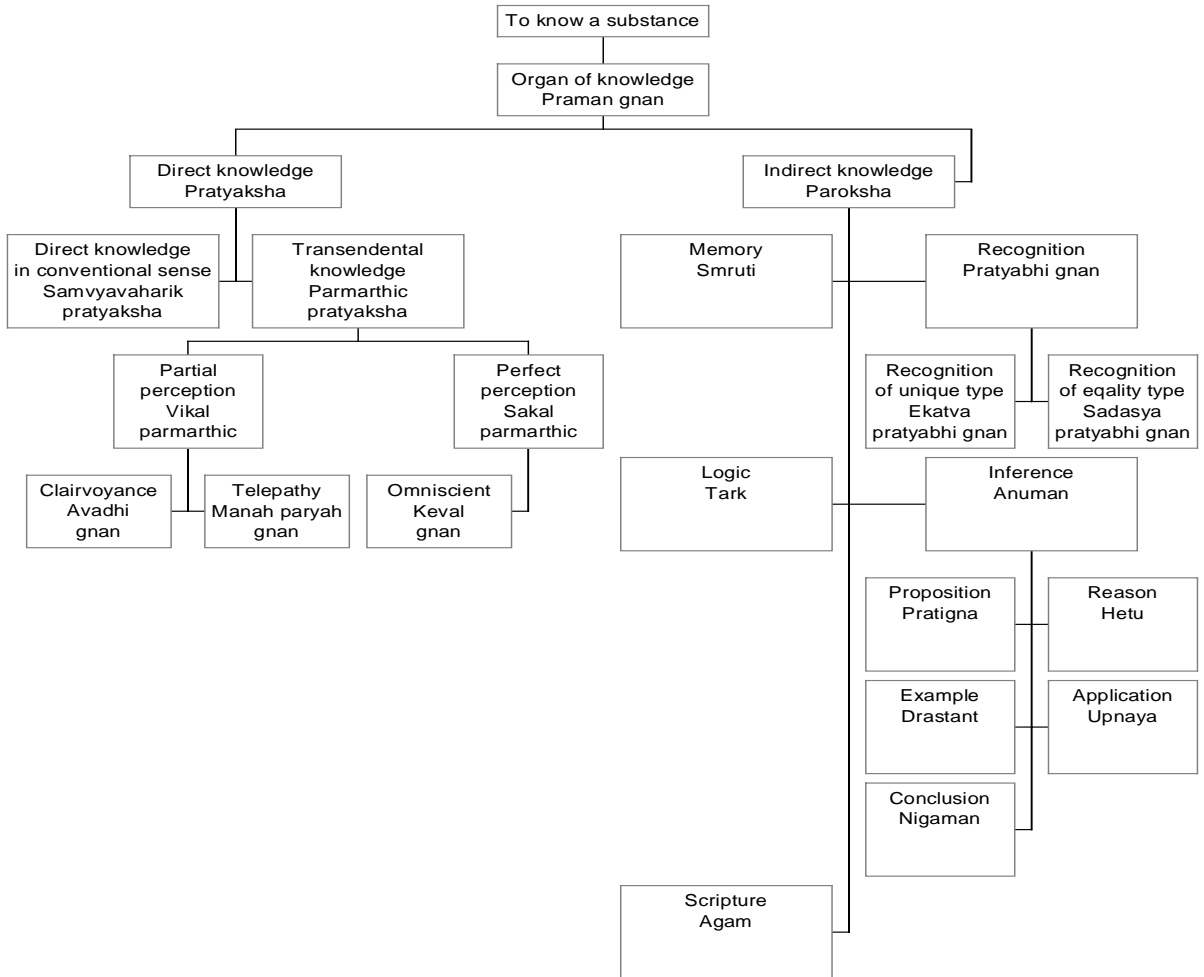 To know a substance
Organ of knowledge
Praman gnan
Direct knowledge
Pratyaksha
Indirect knowledge
Paroksha
Direct knowledge
in conventional sense
Samvyavaharik
pratyaksha
Transendental
knowledge
Parmarthic
pratyaksha
Memory
Smruti
Recognition
Pratyabhi gnan
Partial
perception
Vikal
parmarthic
Perfect
perception
Sakal
parmarthic
Recognition
of unique type
Ekatva
pratyabhi gnan
Recognition
of eqality type
Sadasya
pratyabhi gnan
Clairvoyance
Avadhi
gnan
Telepathy
Manah paryah
gnan
Omniscient
Keval
gnan
Logic
Tark
Inference
Anuman
Proposition
Pratigna
Reason
Hetu
Example
Drastant
Application
Upnaya
Conclusion
Nigaman
Scripture
Agam